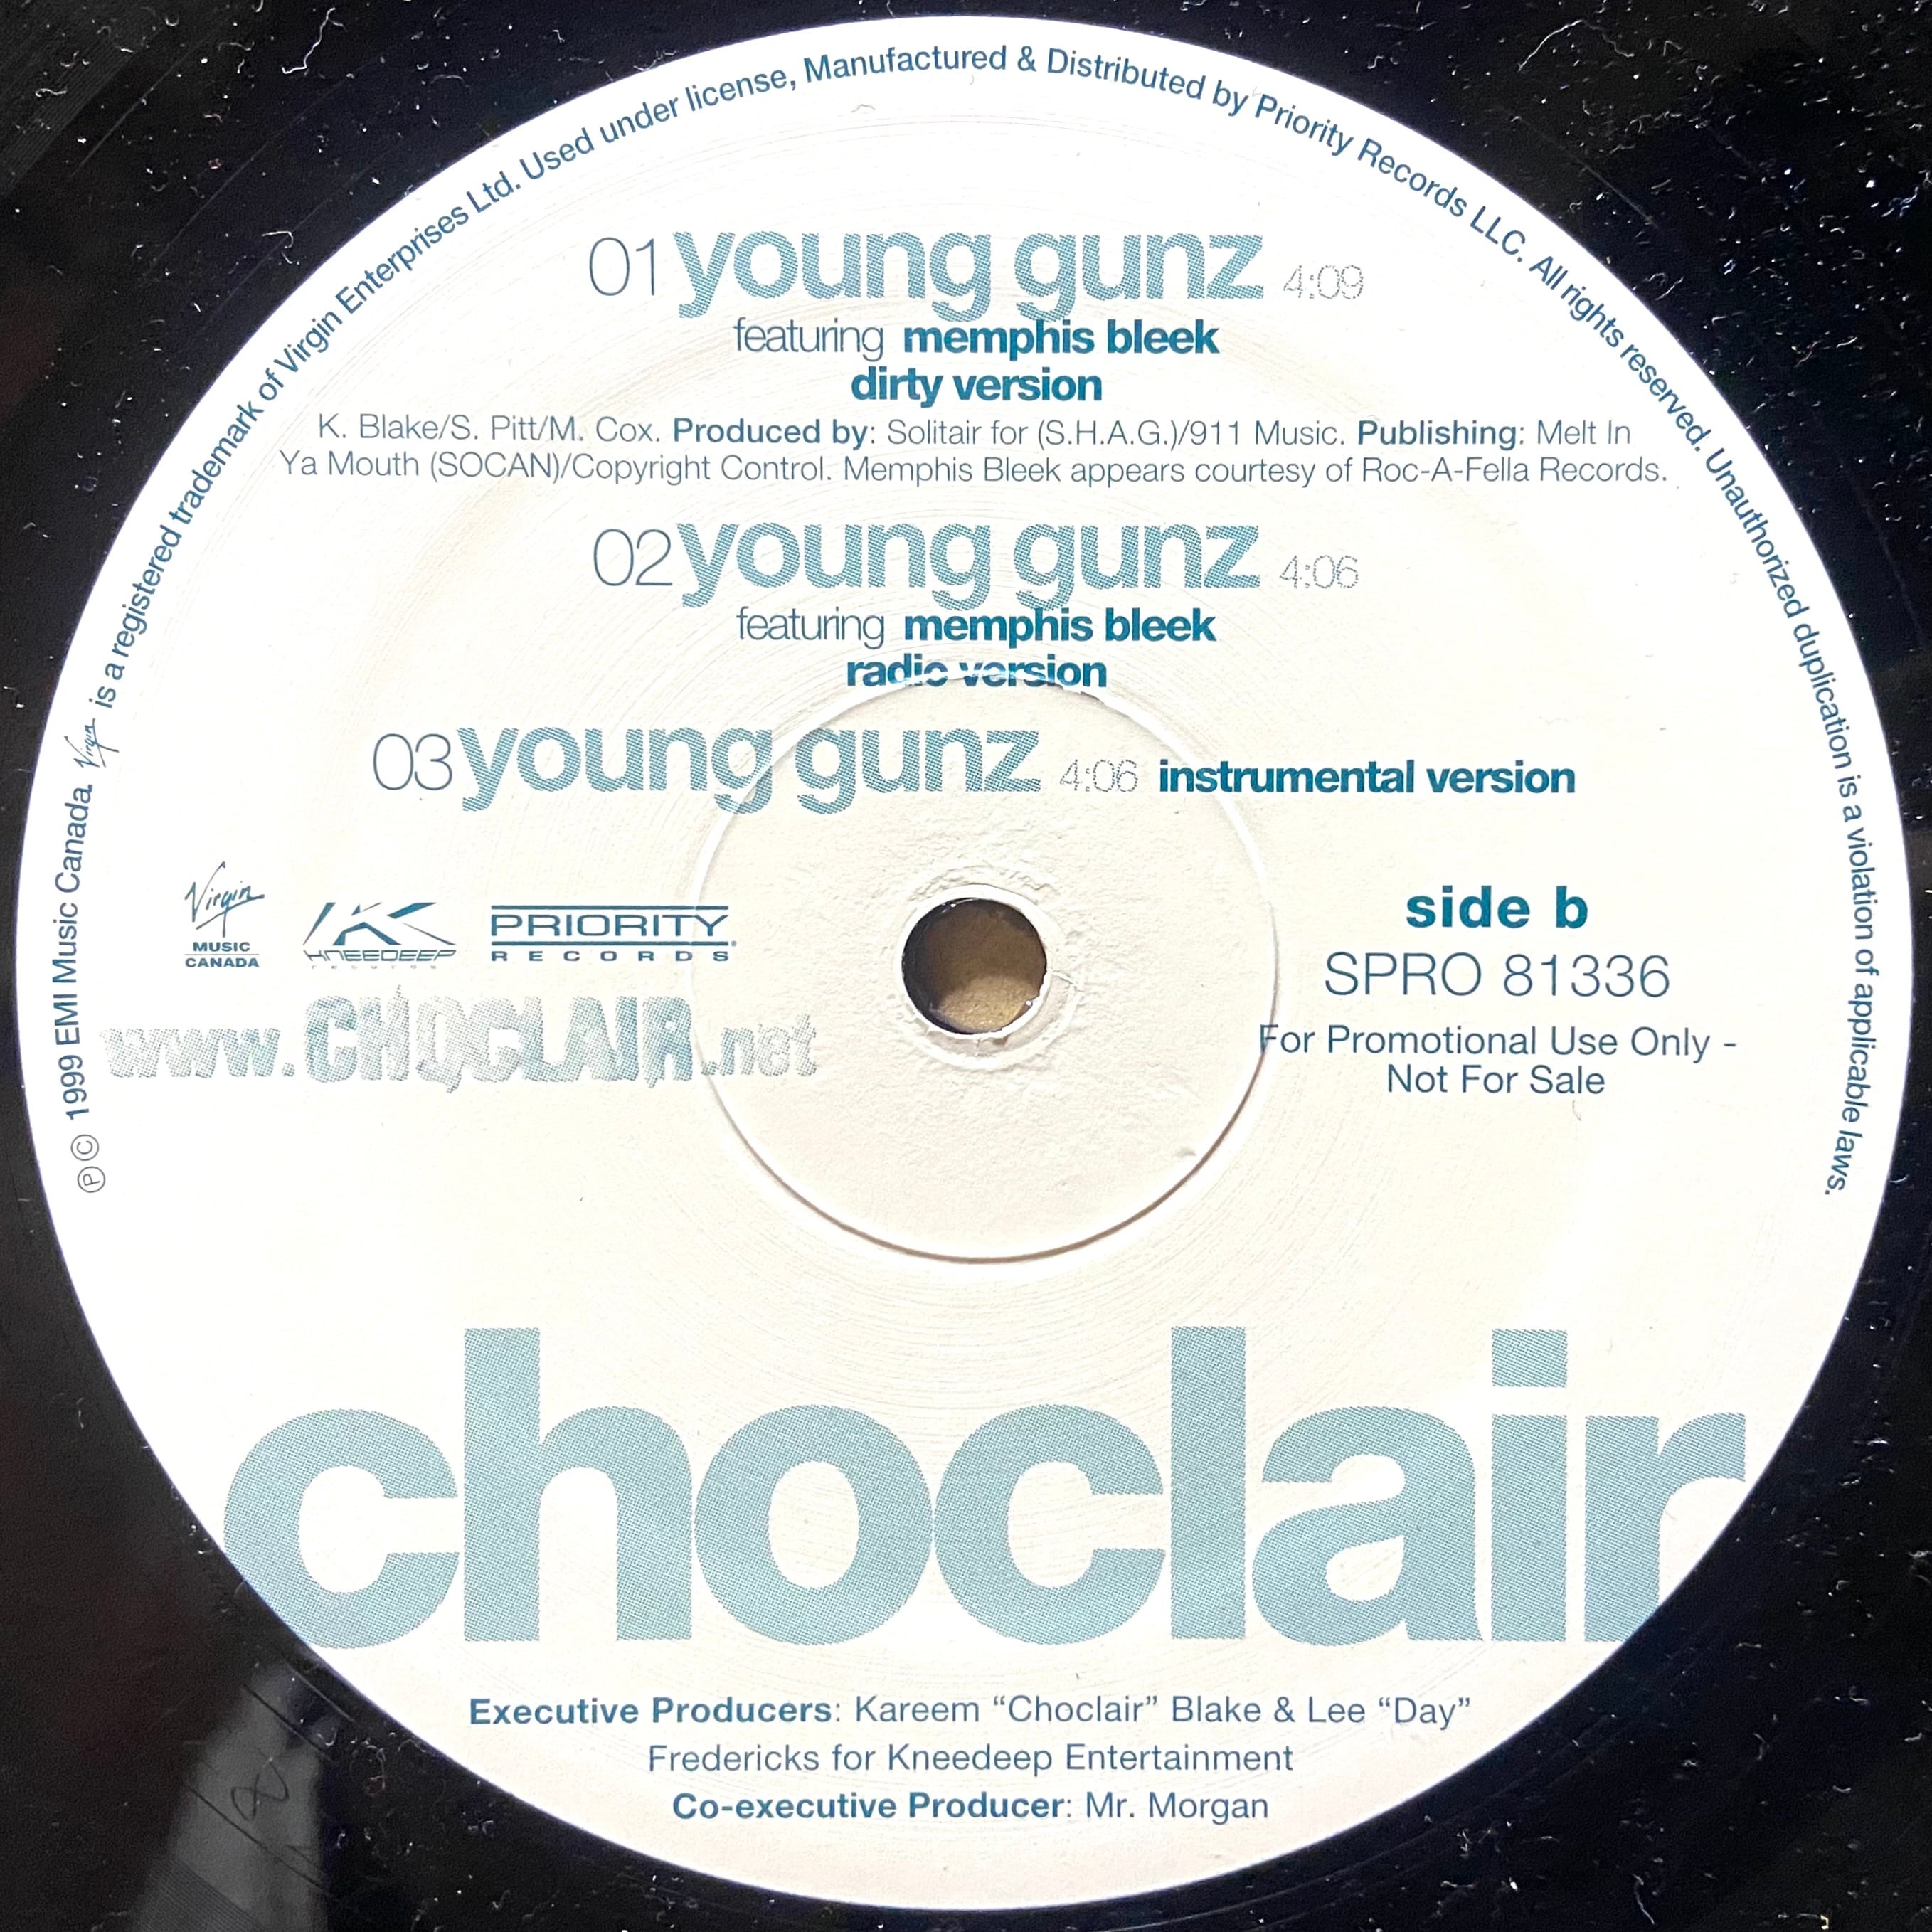 ℗© 1999 EMI Music Canada. Virgin is a registered trademark of Virgin Enterprises Ltd. Used under license, Manufactured & Distributed by Priority Records LLC. All rights reserved. Unauthorized duplication is a violation of applicable laws.
01 young gunz 4:09
featuring memphis bleek
dirty version
K. Blake/S. Pitt/M. Cox. Produced by: Solitair for (S.H.A.G.)/911 Music. Publishing: Melt In
Ya Mouth (SOCAN)/Copyright Control. Memphis Bleek appears courtesy of Roc-A-Fella Records.
02 young gunz 4:06
featuring memphis bleek
radio version
03 young gunz 4:06 instrumental version
Virgin
MUSIC
CANADA
KNEEDEEP
records
PRIORITY
RECORDS
www.CHOCLAIR.net
side b
SPRO 81336
For Promotional Use Only -
Not For Sale
choclair
Executive Producers: Kareem “Choclair” Blake & Lee “Day”
Fredericks for Kneedeep Entertainment
Co-executive Producer: Mr. Morgan